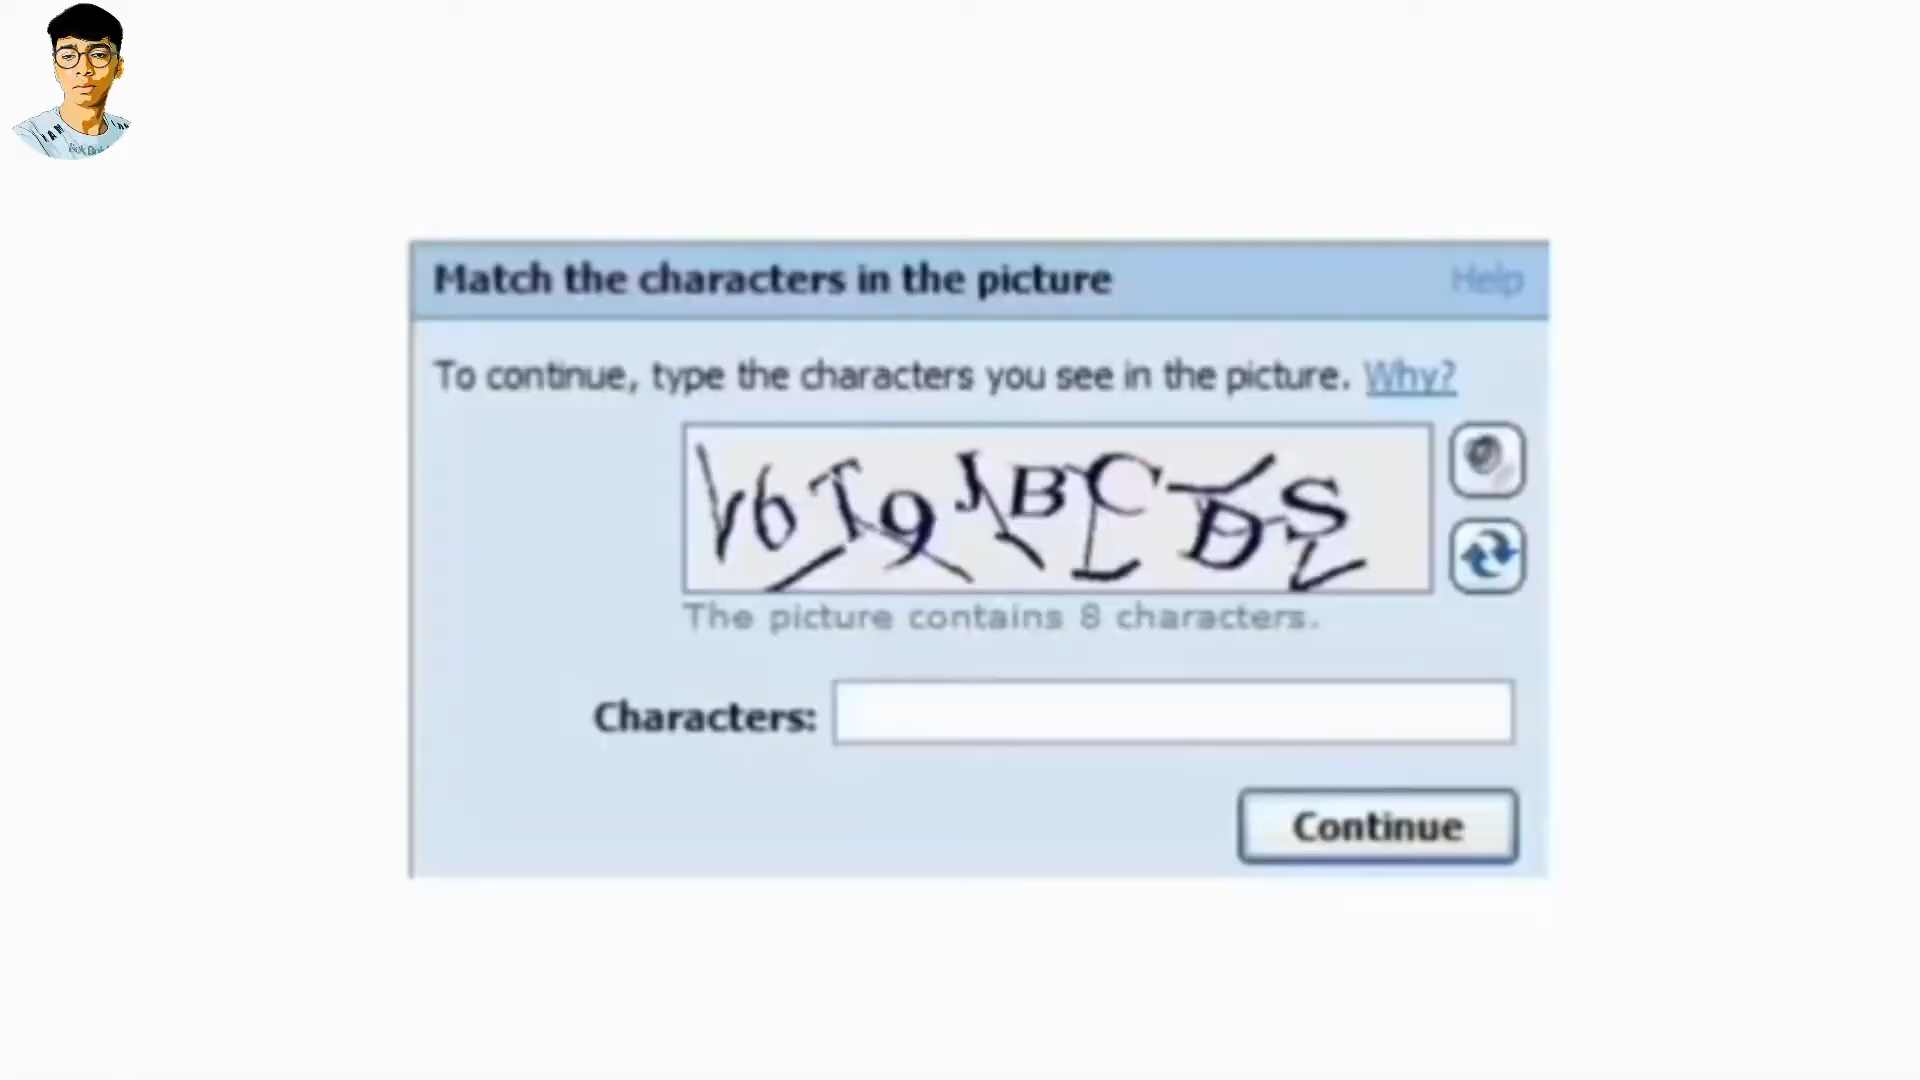 Match the characters in the picture
Help
To continue, type the characters you see in the picture. Why?
6T9JBCDS
The picture contains 8 characters.
Characters:
Continue